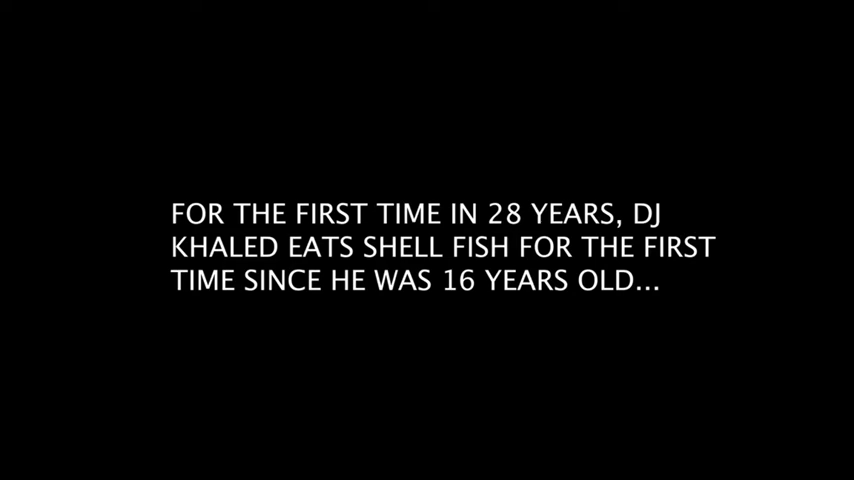 FOR THE FIRST TIME IN 28 YEARS, DJ
KHALED EATS SHELL FISH FOR THE FIRST
TIME SINCE HE WAS 16 YEARS OLD...